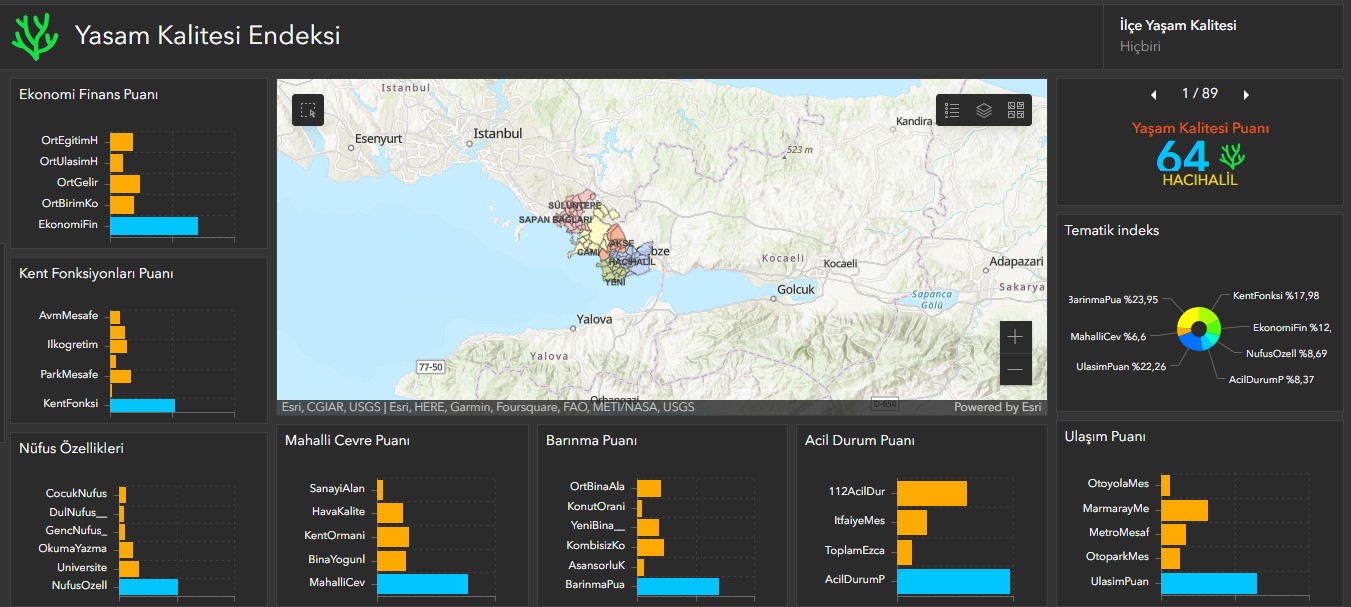 Yasam Kalitesi Endeksi
İlçe Yaşam Kalitesi
Hiçbiri
Ekonomi Finans Puanı
OrtEgitimH
OrtUlasimH
OrtGelir
OrtBirimKo
EkonomiFin
Kent Fonksiyonları Puanı
AvmMesafe
Ilkogretim
ParkMesafe
KentFonksi
Nüfus Özellikleri
CocukNufus
DulNufus__
GencNufus_
OkumaYazma
Universite
NufusOzell
Istanbul
Esenyurt
Istanbul
Kandira
523 m
SÜLÜNTEPE
SAPAN BAĞLARI
AKSE
CAMİ
bze
HACIHALİL
YENİ
Kocaeli
Kocaeli
Adapazari
Sakarya
Golcuk
Sapanca
Gölü
Yalova
Yalova
77-50
Orhangazi
D-650
Esri, CGIAR, USGS | Esri, HERE, Garmin, Foursquare, FAO, METI/NASA, USGS
Powered by Esri
1 / 89
Yaşam Kalitesi Puanı
64
HACIHALİL
Tematik indeks
BarinmaPua %23,95
KentFonksi %17,98
EkonomiFin %12,
MahalliCev %6,6
NufusOzell %8,69
UlasimPuan %22,26
AcilDurumP %8,37
Mahalli Cevre Puanı
SanayiAlan
HavaKalite
KentOrmani
BinaYogunl
MahalliCev
Barınma Puanı
OrtBinaAla
KonutOrani
YeniBina__
KombisizKo
AsansorluK
BarinmaPua
Acil Durum Puanı
112AcilDur
ItfaiyeMes
ToplamEzca
AcilDurumP
Ulaşım Puanı
OtoyolaMes
MarmarayMe
MetroMesaf
OtoparkMes
UlasimPuan